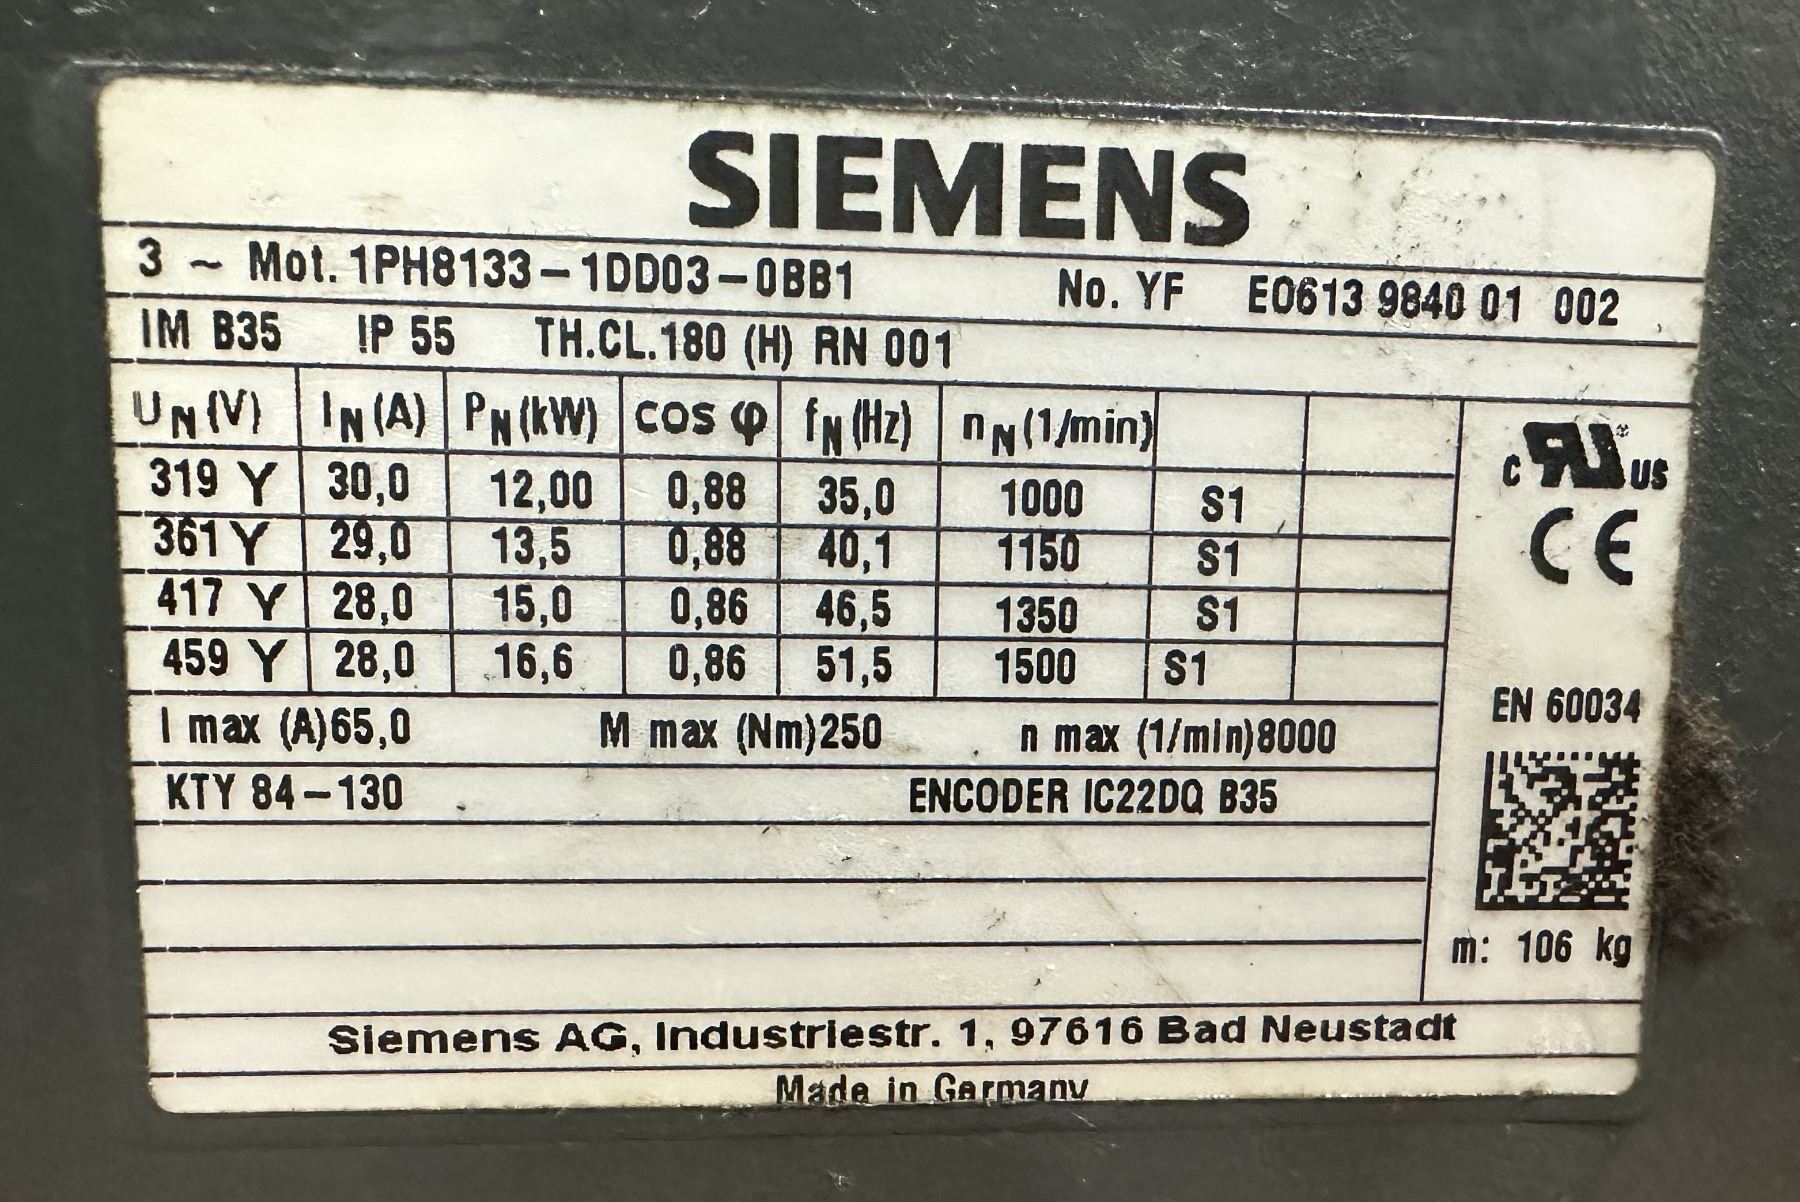 SIEMENS
3 ~ Mot. 1PH8133-1DD03-0BB1 No. YF E0613 9840 01 002
IM B35 IP 55 TH.CL.180 (H) RN 001
UN(V) IN(A) PN(kW) cos φ fN(Hz) nN(1/min)
319 Y 30,0 12,00 0,88 35,0 1000 S1
361 Y 29,0 13,5 0,88 40,1 1150 S1
417 Y 28,0 15,0 0,86 46,5 1350 S1
459 Y 28,0 16,6 0,86 51,5 1500 S1
c RU ® US
CE
I max (A)65,0 M max (Nm)250 n max (1/min)8000
EN 60034
KTY 84-130 ENCODER IC22DQ B35
m: 106 kg
Siemens AG, Industriestr. 1, 97616 Bad Neustadt
Made in Germany